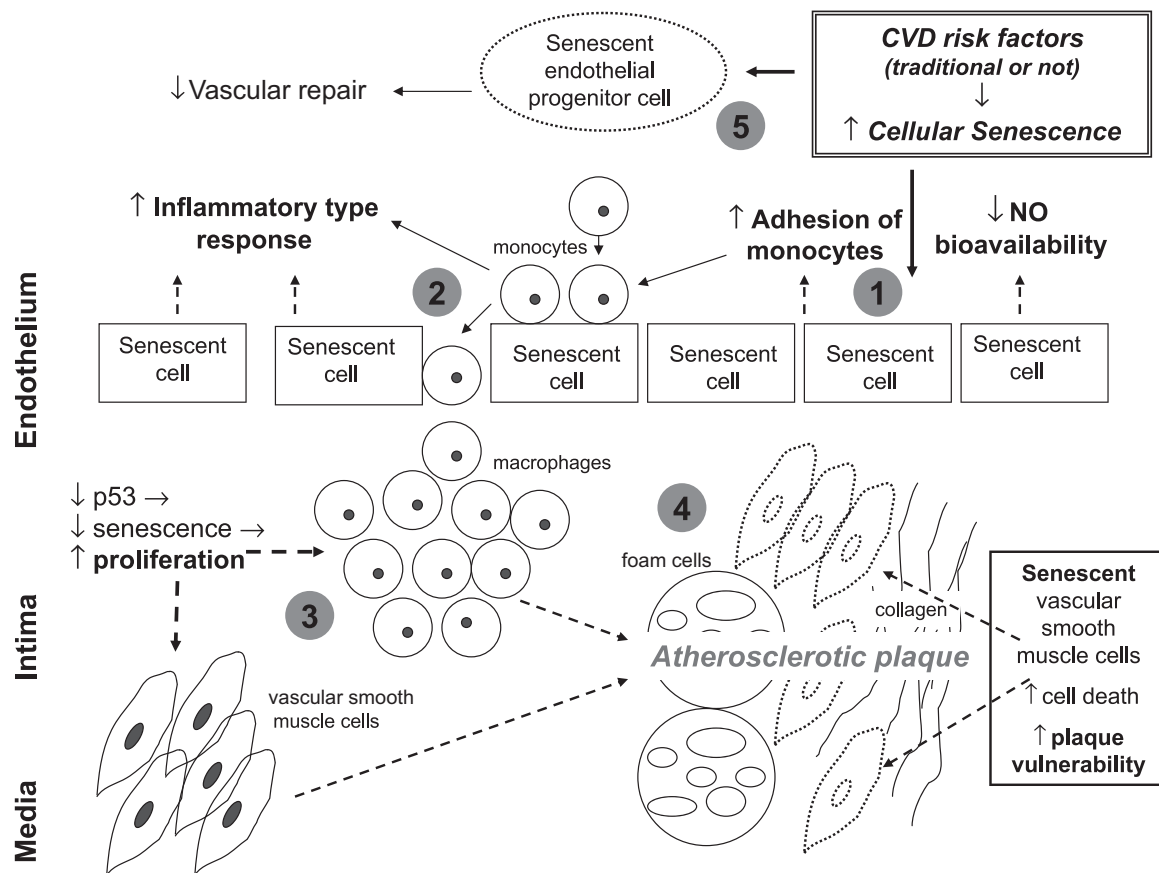 Senescent
endothelial
progenitor cell
↓Vascular repair
5
CVD risk factors
(traditional or not)
↓
↑ Cellular Senescence
↑ Inflammatory type
response
monocytes
↑ Adhesion of
monocytes
↓ NO
bioavailability
2
1
Endothelium
Senescent
cell
Senescent
cell
Senescent
cell
Senescent
cell
Senescent
cell
Senescent
cell
macrophages
↓ p53 →
↓ senescence →
↑ proliferation
3
4
foam cells
collagen
Intima
Atherosclerotic plaque
Senescent
vascular
smooth
muscle cells
↑ cell death
↑ plaque
vulnerability
vascular smooth
muscle cells
Media